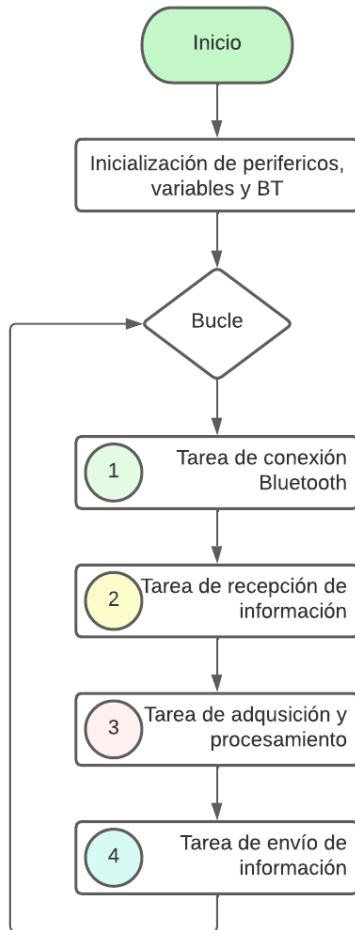 Inicio
Inicialización de perifericos,
variables y BT
Bucle
1
Tarea de conexión
Bluetooth
2
Tarea de recepción de
información
3
Tarea de adqusición y
procesamiento
4
Tarea de envío de
información